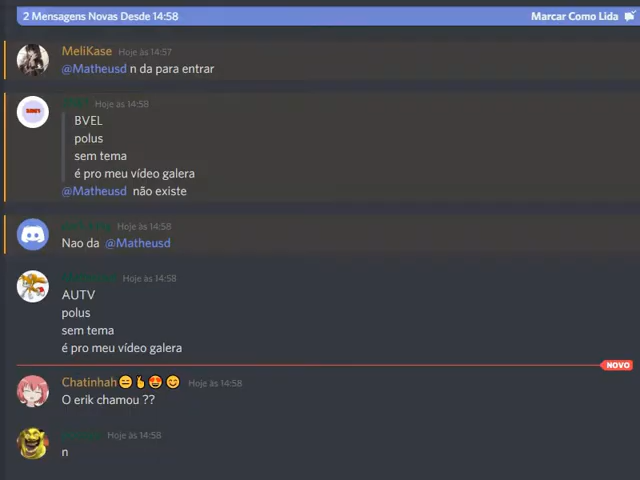 2 Mensagens Novas Desde 14:58 Marcar Como Lida
MeliKase Hoje às 14:57
@Matheusd n da para entrar
Hoje às 14:58
BVEL
polus
sem tema
é pro meu vídeo galera
@Matheusd não existe
Hoje às 14:58
Nao da @Matheusd
Hoje às 14:58
AUTV
polus
sem tema
é pro meu vídeo galera
NOVO
Chatinhah😑🤞🤩😊 Hoje às 14:58
O erik chamou ??
Hoje às 14:58
n